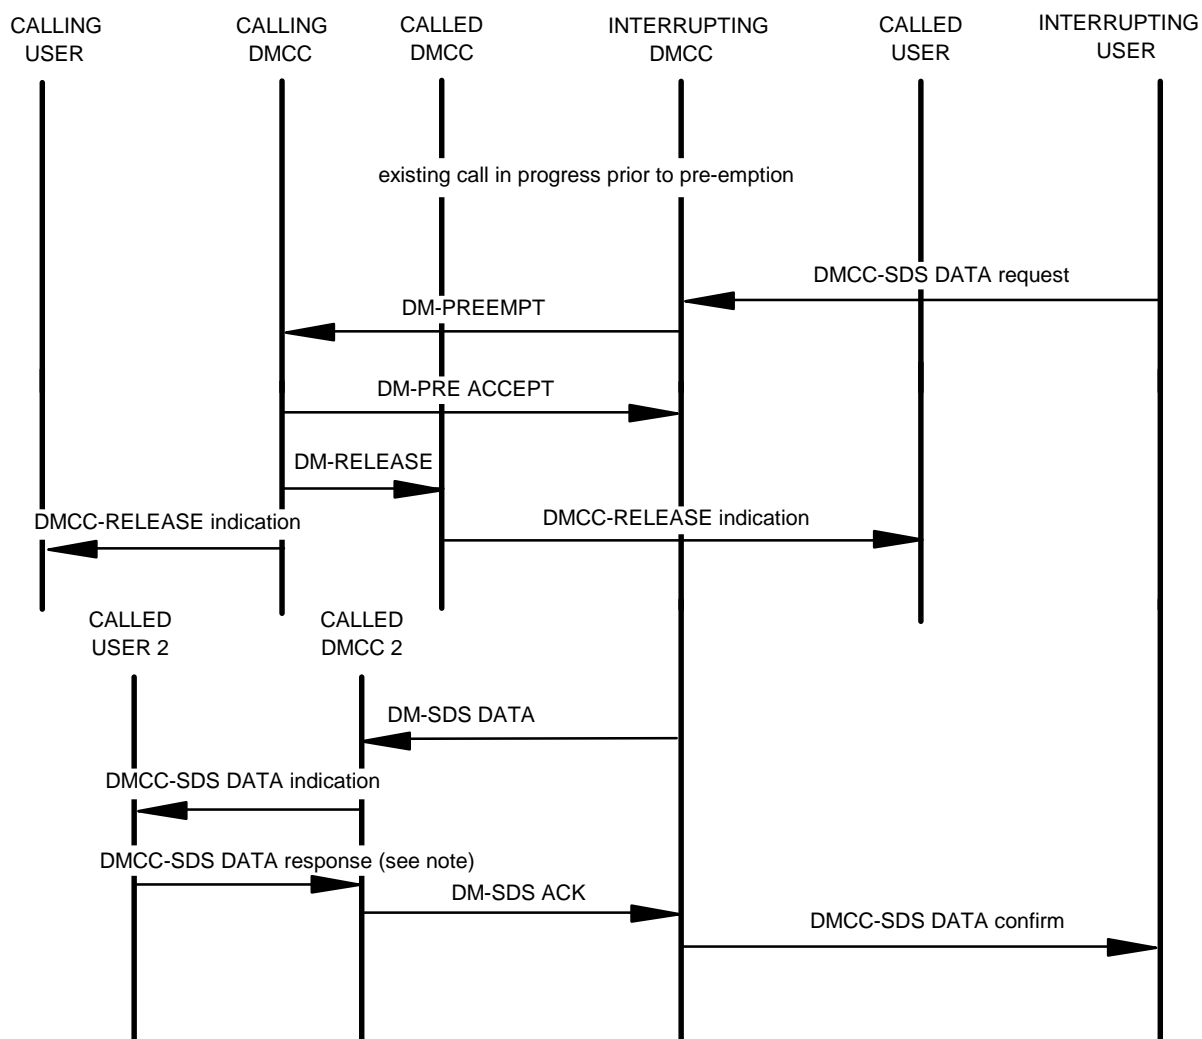 CALLING
USER
CALLING
DMCC
CALLED
DMCC
INTERRUPTING
DMCC
CALLED
USER
INTERRUPTING
USER
existing call in progress prior to pre-emption
DMCC-SDS DATA request
DM-PREEMPT
DM-PRE ACCEPT
DM-RELEASE
DMCC-RELEASE indication
DMCC-RELEASE indication
CALLED
USER 2
CALLED
DMCC 2
DM-SDS DATA
DMCC-SDS DATA indication
DMCC-SDS DATA response (see note)
DM-SDS ACK
DMCC-SDS DATA confirm